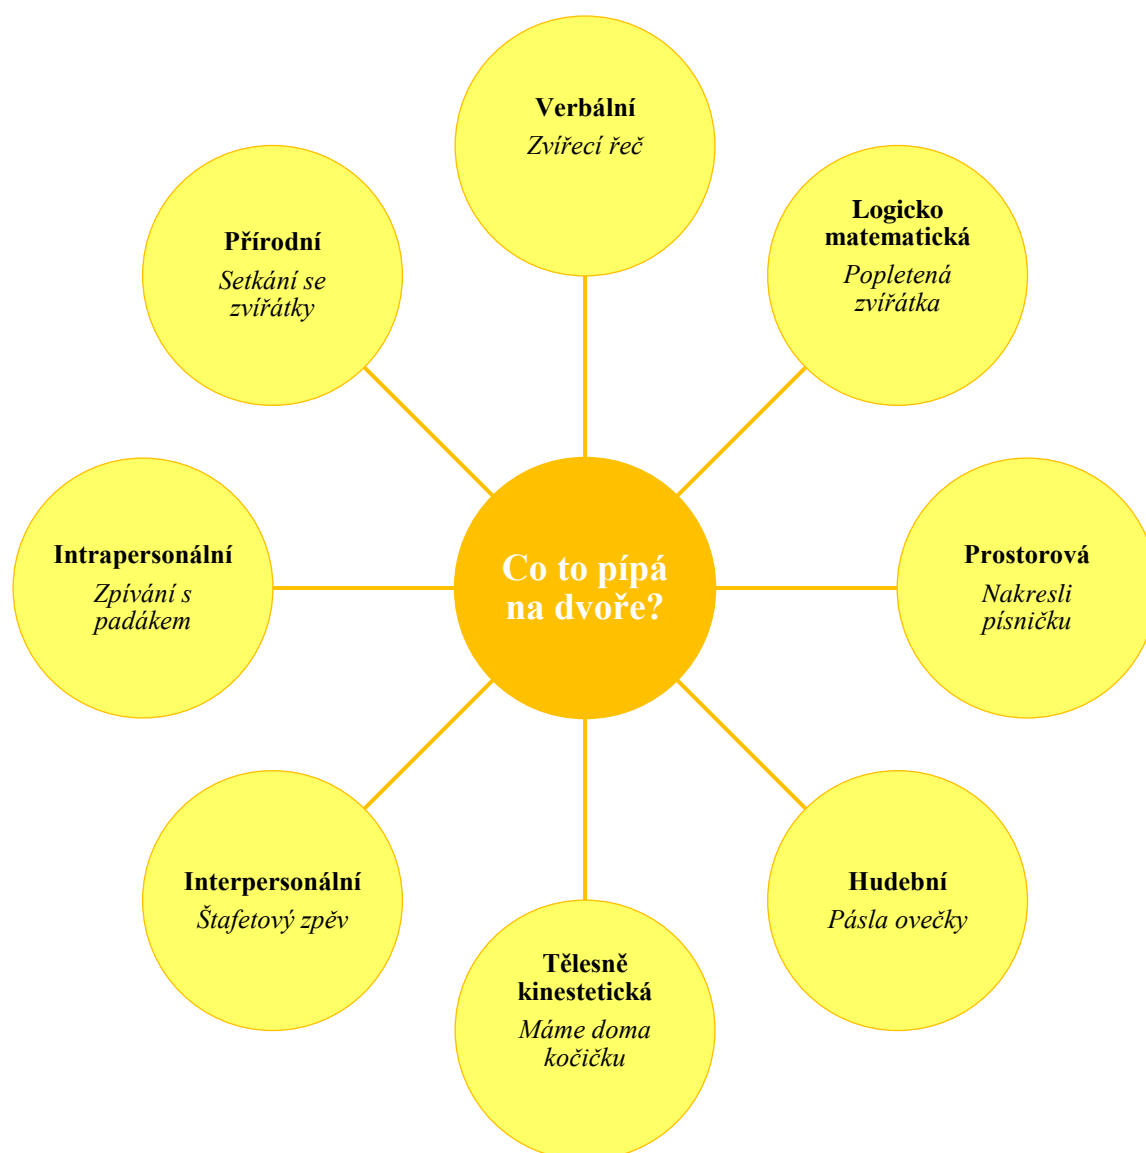 Verbální
Zvířecí řeč
Logicko
matematická
Popletená
zvířátka
Prostorová
Nakresli
písničku
Hudební
Pásla ovečky
Tělesně
kinestetická
Máme doma
kočičku
Interpersonální
Štafetový zpěv
Intrapersonální
Zpívání s
padákem
Přírodní
Setkání se
zvířátky
Co to pípá
na dvoře?